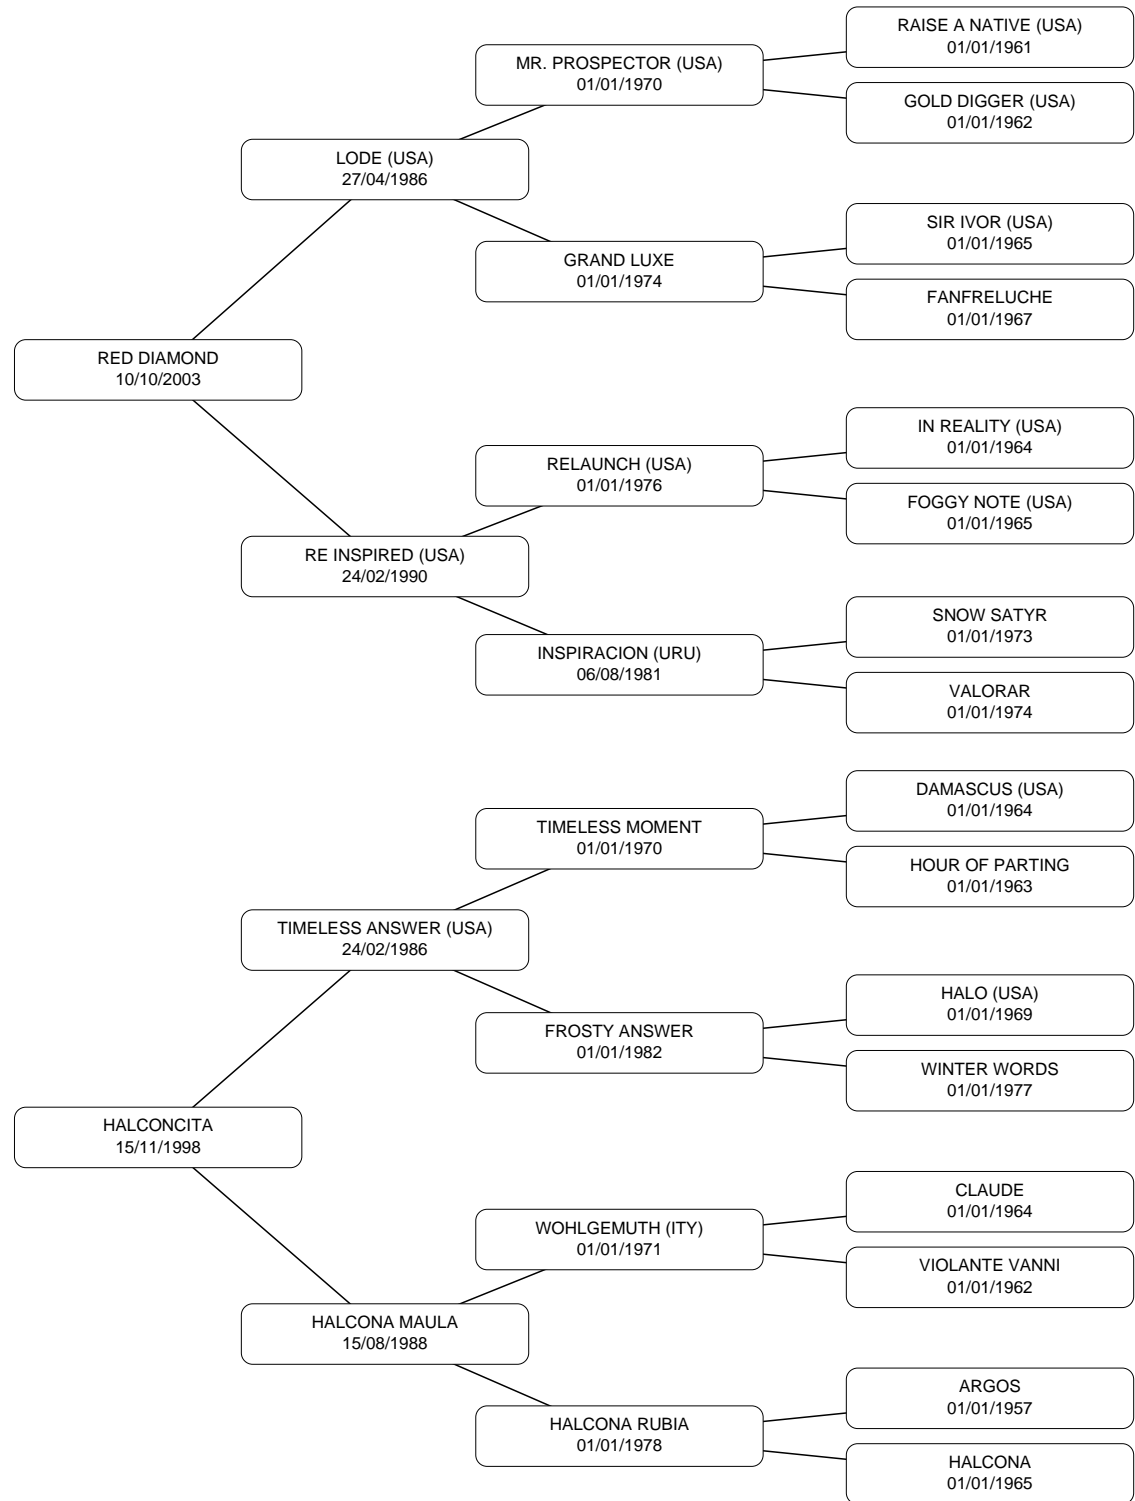 RAISE A NATIVE (USA)
01/01/1961
MR. PROSPECTOR (USA)
01/01/1970
GOLD DIGGER (USA)
01/01/1962
LODE (USA)
27/04/1986
SIR IVOR (USA)
01/01/1965
GRAND LUXE
01/01/1974
FANFRELUCHE
01/01/1967
RED DIAMOND
10/10/2003
IN REALITY (USA)
01/01/1964
RELAUNCH (USA)
01/01/1976
FOGGY NOTE (USA)
01/01/1965
RE INSPIRED (USA)
24/02/1990
SNOW SATYR
01/01/1973
INSPIRACION (URU)
06/08/1981
VALORAR
01/01/1974
DAMASCUS (USA)
01/01/1964
TIMELESS MOMENT
01/01/1970
HOUR OF PARTING
01/01/1963
TIMELESS ANSWER (USA)
24/02/1986
HALO (USA)
01/01/1969
FROSTY ANSWER
01/01/1982
WINTER WORDS
01/01/1977
HALCONCITA
15/11/1998
CLAUDE
01/01/1964
WOHLGEMUTH (ITY)
01/01/1971
VIOLANTE VANNI
01/01/1962
HALCONA MAULA
15/08/1988
ARGOS
01/01/1957
HALCONA RUBIA
01/01/1978
HALCONA
01/01/1965